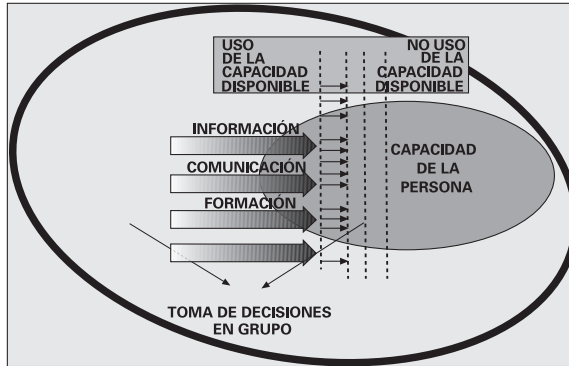 USO
DE LA
CAPACIDAD
DISPONIBLE
NO USO
DE LA
CAPACIDAD
DISPONIBLE
INFORMACIÓN
COMUNICACIÓN
FORMACIÓN
CAPACIDAD
DE LA
PERSONA
TOMA DE DECISIONES
EN GRUPO